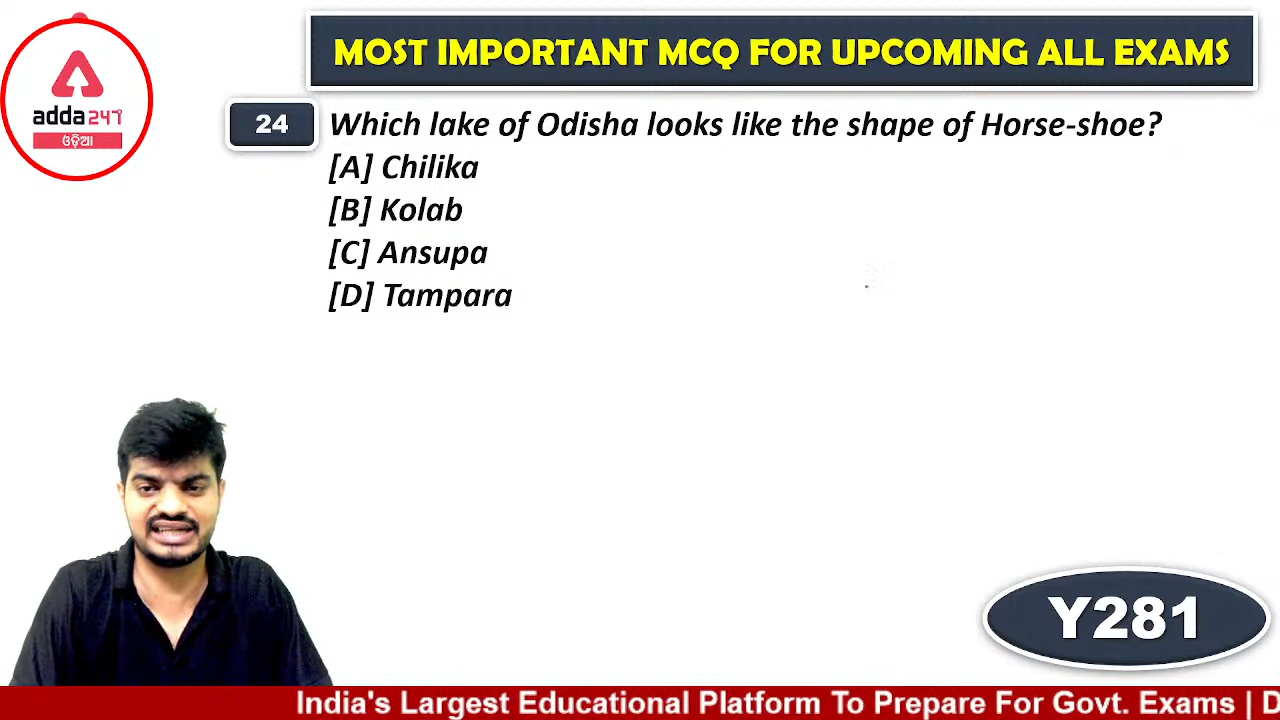 MOST IMPORTANT MCQ FOR UPCOMING ALL EXAMS
adda247
ଓଡ଼ିଆ
24
Which lake of Odisha looks like the shape of Horse-shoe?
[A] Chilika
[B] Kolab
[C] Ansupa
[D] Tampara
Y281
India's Largest Educational Platform To Prepare For Govt. Exams | D